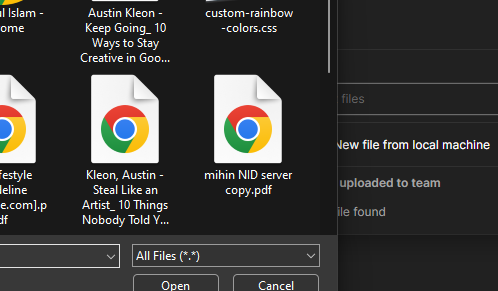 ul Islam -
ome
Austin Kleon -
Keep Going_ 10
Ways to Stay
Creative in Goo...
custom-rainbow
-colors.css
festyle
deline
e.com].p
df
Kleon, Austin -
Steal Like an
Artist_ 10 Things
Nobody Told Y...
mihin NID server
copy.pdf
All Files (*.*)
Open
Cancel
files
New file from local machine
uploaded to team
ile found